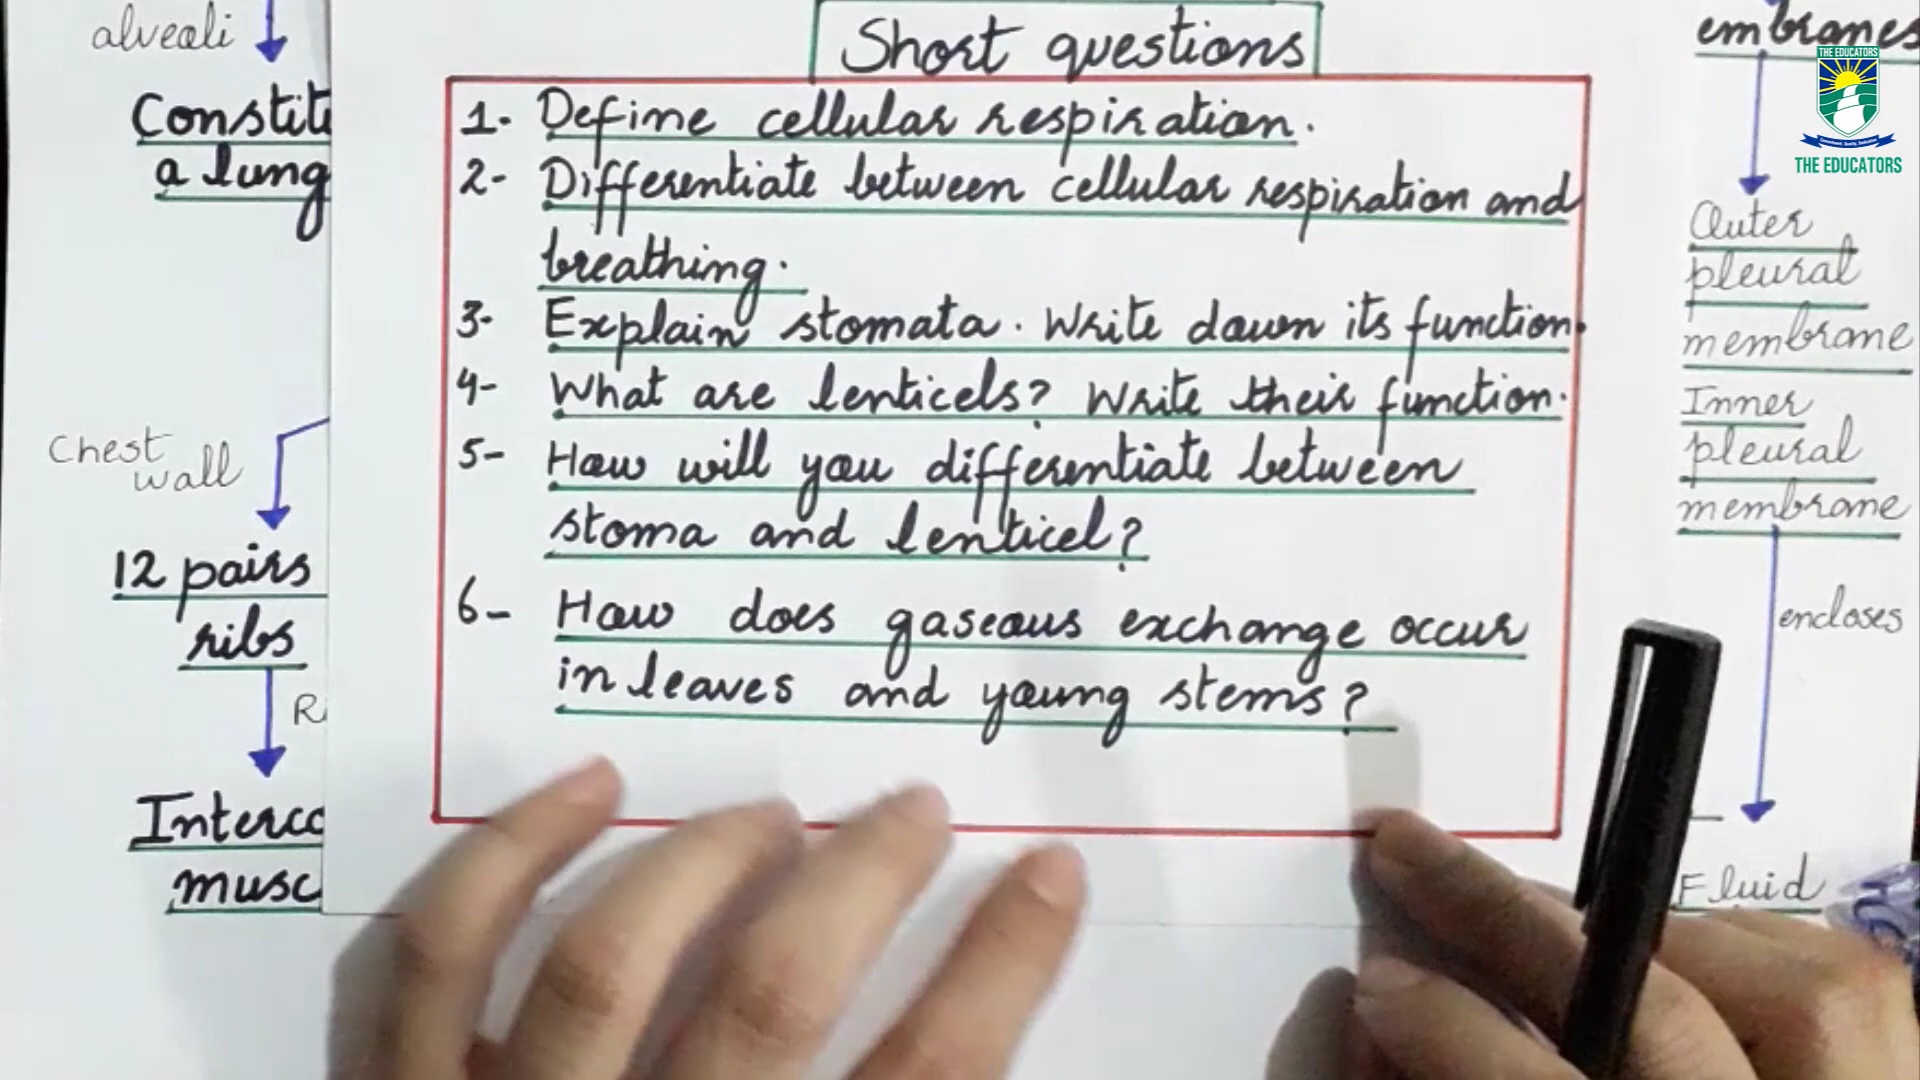 Short questions
1- Define cellular respiration.
2- Differentiate between cellular respiration and
breathing.
3- Explain stomata. Write down its function.
4- What are lenticels? Write their function.
5- How will you differentiate between
stoma and lenticel?
6- How does gaseous exchange occur
in leaves and young stems?
alveoli
a lung
Chest
wall
12 pairs
ribs
embranes
Outer
pleural
membrane
Inner
pleural
membrane
encloses
Fluid
THE EDUCATORS
THE EDUCATORS